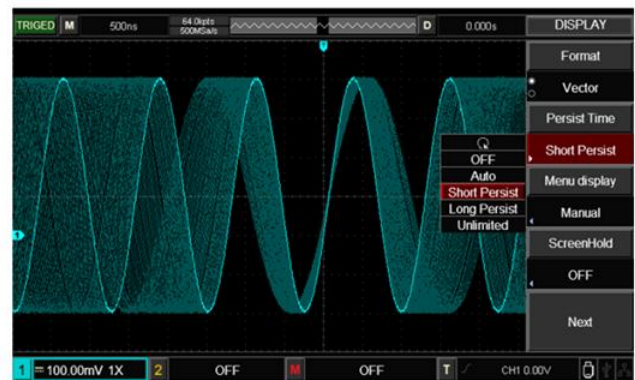 TRIGED M 500ns 64.0kpts 500MSa/s D 0.000s DISPLAY
T
Format
Vector
Persist Time
OFF
Short Persist
Auto
Short Persist
Menu display
Long Persist
Manual
Unlimited
1
ScreenHold
OFF
Next
1 100.00mV 1X 2 OFF M OFF T CH1 0.00V